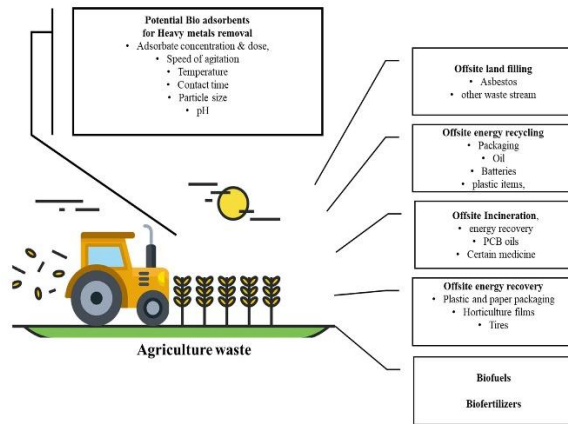 Potential Bio adsorbents
for Heavy metals removal
• Adsorbate concentration & dose,
• Speed of agitation
• Temperature
• Contact time
• Particle size
• pH
Offsite land filling
• Asbestos
• other waste stream
Offsite energy recycling
• Packaging
• Oil
• Batteries
• plastic items,
Offsite Incineration,
• energy recovery
• PCB oils
• Certain medicine
Offsite energy recovery
• Plastic and paper packaging
• Horticulture films
• Tires
Biofuels
Biofertilizers
Agriculture waste